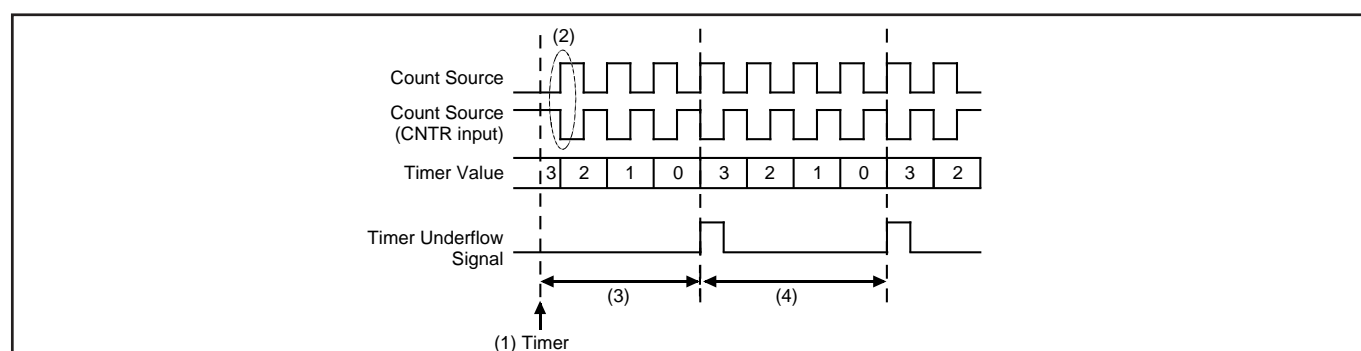 (2)
Count Source
Count Source
(CNTR input)
Timer Value 3 2 1 0 3 2 1 0 3 2
Timer Underflow
Signal
(3) (4)
(1) Timer